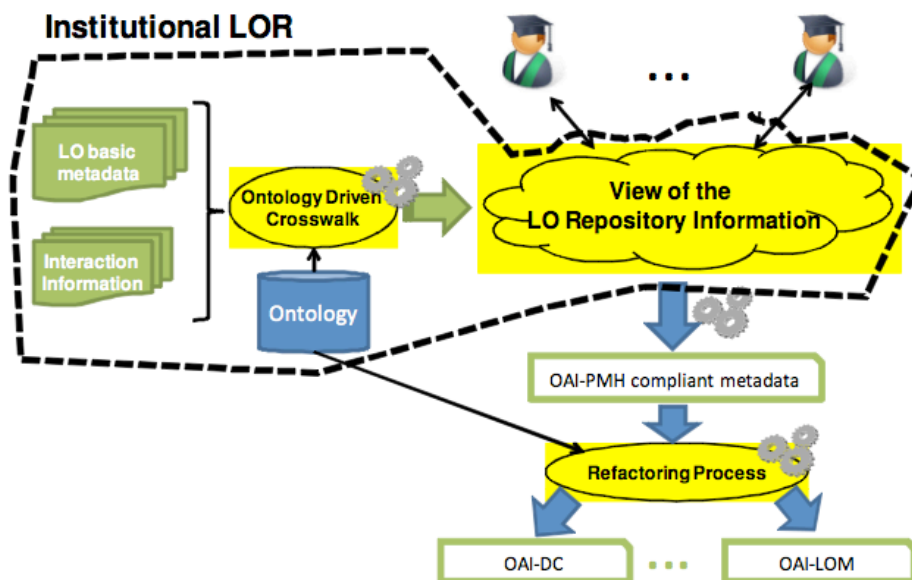 Institutional LOR
...
LO basic
metadata
Ontology Driven
Crosswalk
View of the
LO Repository Information
Interaction
Information
Ontology
OAI-PMH compliant metadata
Refactoring Process
OAI-DC
...
OAI-LOM